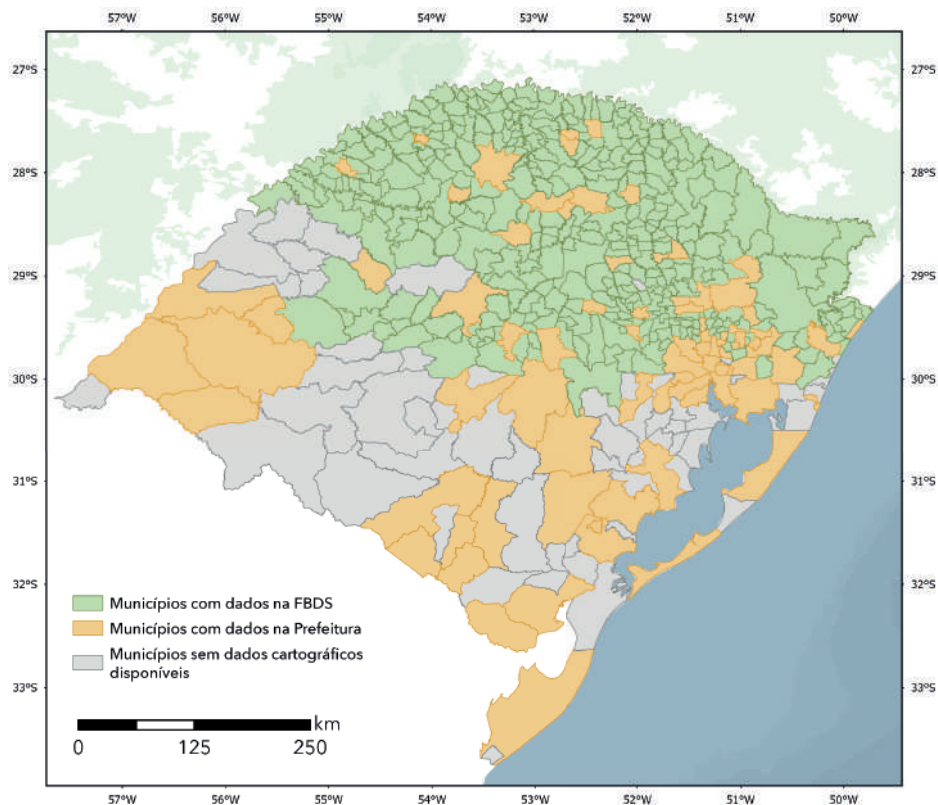 57°W 56°W 55°W 54°W 53°W 52°W 51°W 50°W
27°S 27°S
28°S 28°S
29°S 29°S
30°S 30°S
31°S 31°S
32°S 32°S
Municípios com dados na FBDS
Municípios com dados na Prefeitura
Municípios sem dados cartográficos
disponíveis
33°S 33°S
km
0 125 250
57°W 56°W 55°W 54°W 53°W 52°W 51°W 50°W